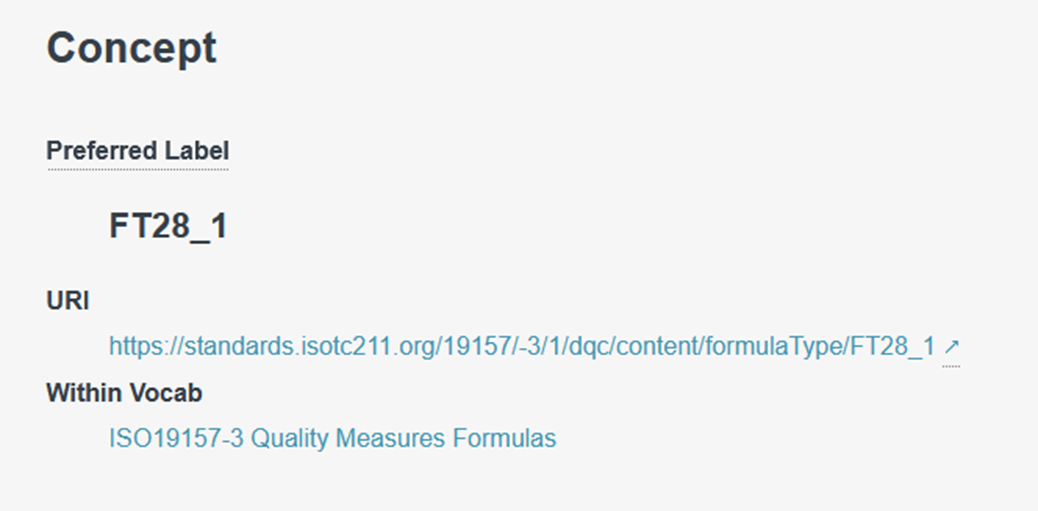 Concept
Preferred Label
FT28_1
URI
https://standards.isotc211.org/19157/-3/1/dqc/content/formulaType/FT28_1 ↗
Within Vocab
ISO19157-3 Quality Measures Formulas